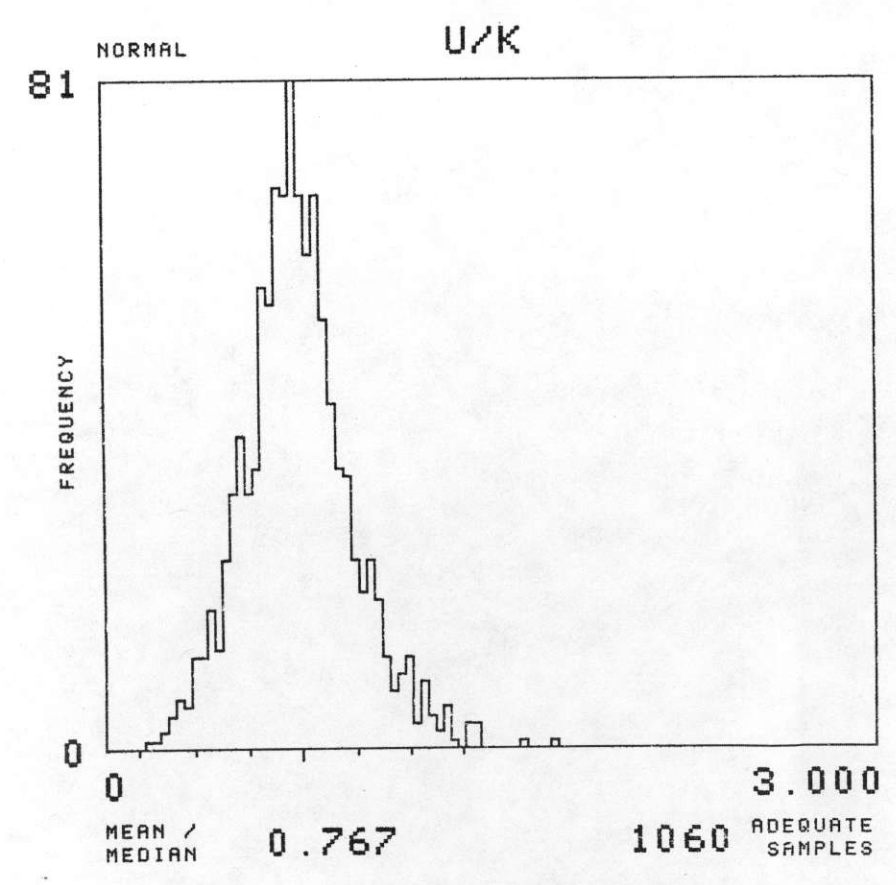 NORMAL U/K
81
FREQUENCY
0
0 3.000
MEAN / 0.767 1060 ADEQUATE
MEDIAN SAMPLES